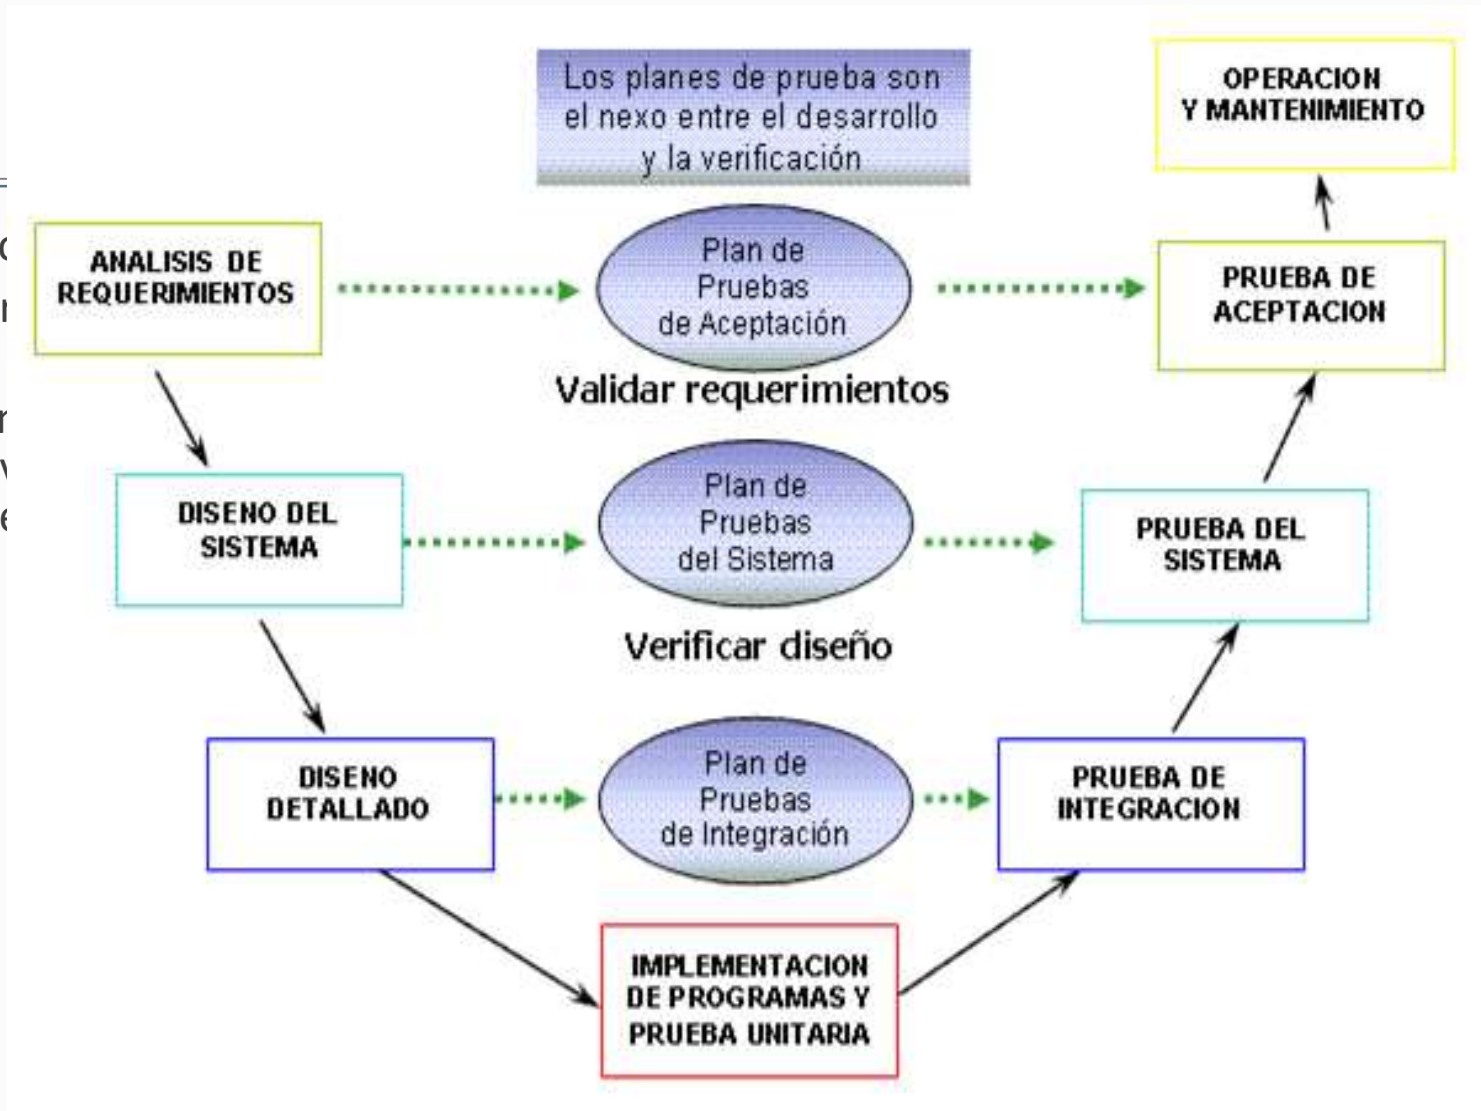 Los planes de prueba son
el nexo entre el desarrollo
y la verificación
OPERACION
Y MANTENIMIENTO
ANALISIS DE
REQUERIMIENTOS
Plan de
Pruebas
de Aceptación
PRUEBA DE
ACEPTACION
Validar requerimientos
DISENO DEL
SISTEMA
Plan de
Pruebas
del Sistema
PRUEBA DEL
SISTEMA
Verificar diseño
DISENO
DETALLADO
Plan de
Pruebas
de Integración
PRUEBA DE
INTEGRACION
IMPLEMENTACION
DE PROGRAMAS Y
PRUEBA UNITARIA